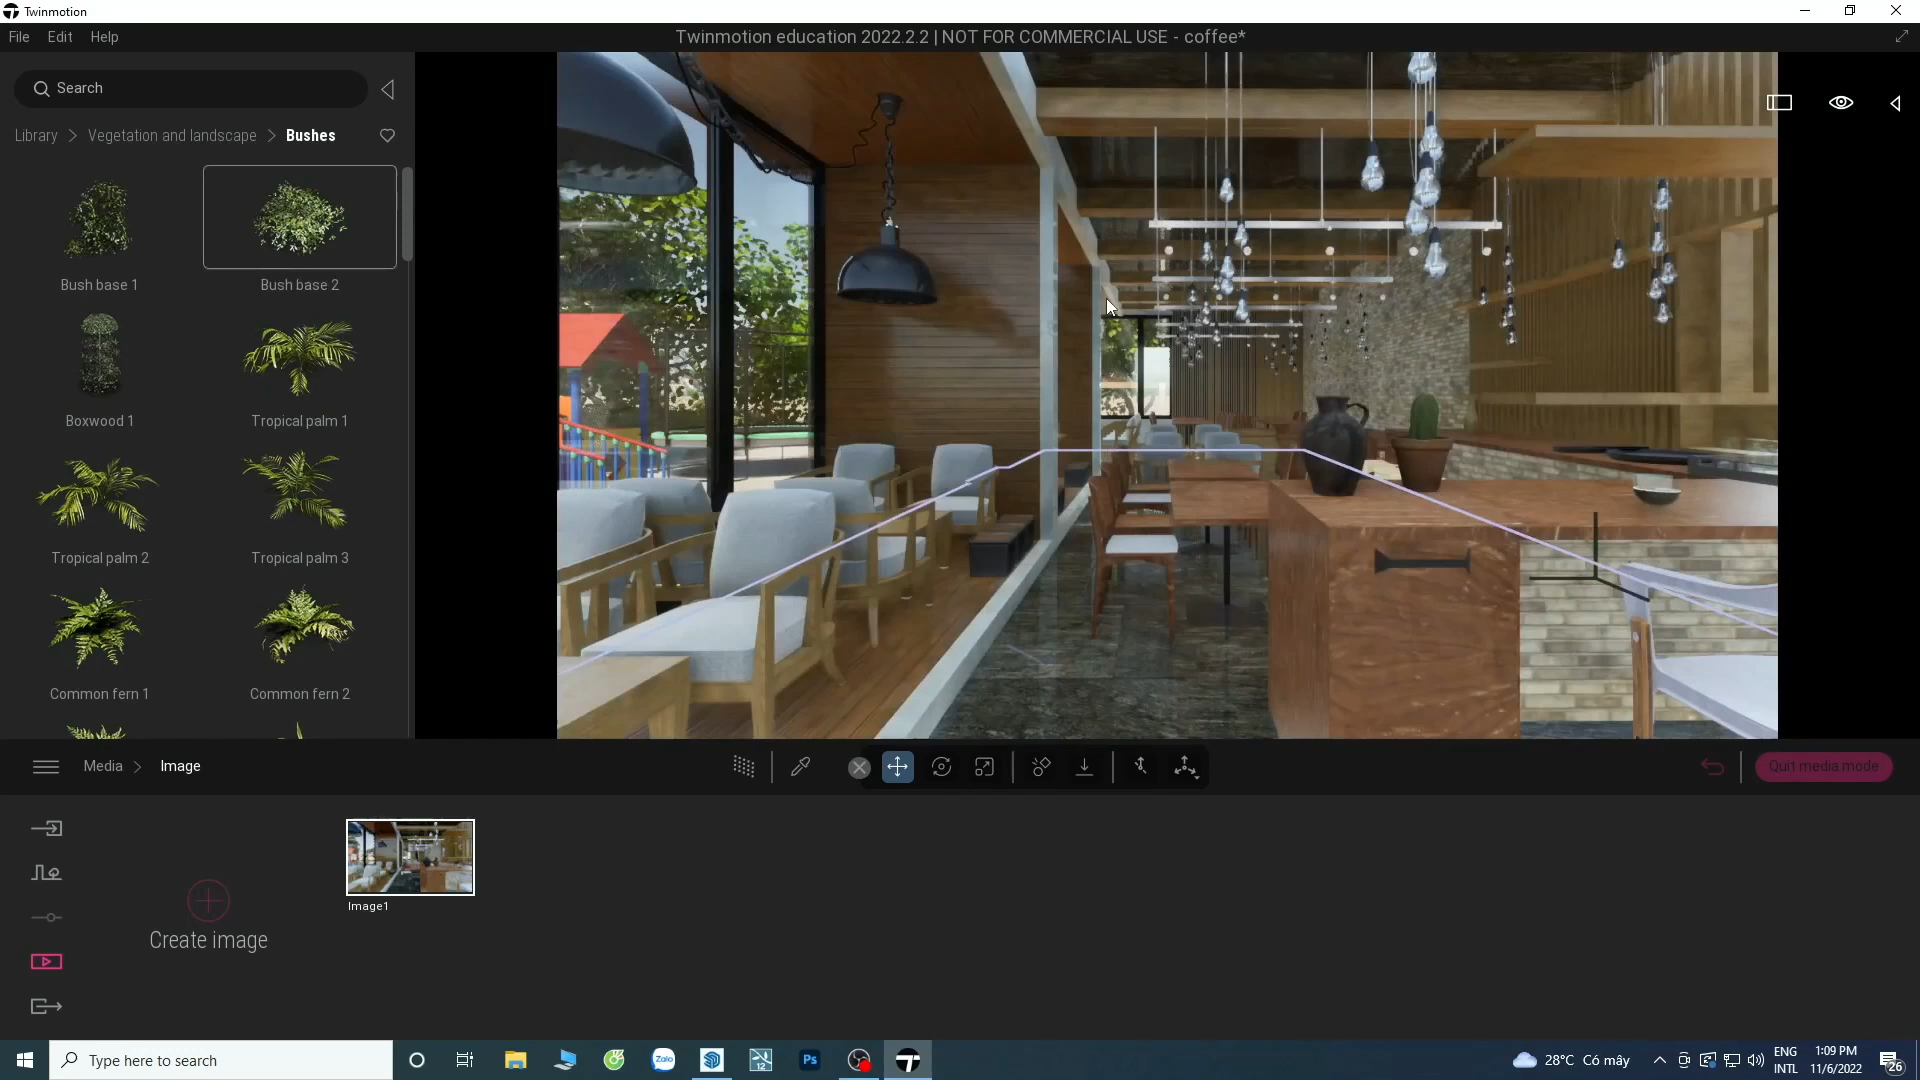 Twinmotion
File Edit Help
Twinmotion education 2022.2.2 | NOT FOR COMMERCIAL USE - coffee*
Search
Library Vegetation and landscape Bushes
Bush base 1 Bush base 2
Boxwood 1 Tropical palm 1
Tropical palm 2 Tropical palm 3
Common fern 1 Common fern 2
Media Image
Quit media mode
Create image
Image1
Type here to search
Zalo
12
Ps
28°C Có mây
ENG
INTL
1:09 PM
11/6/2022
26